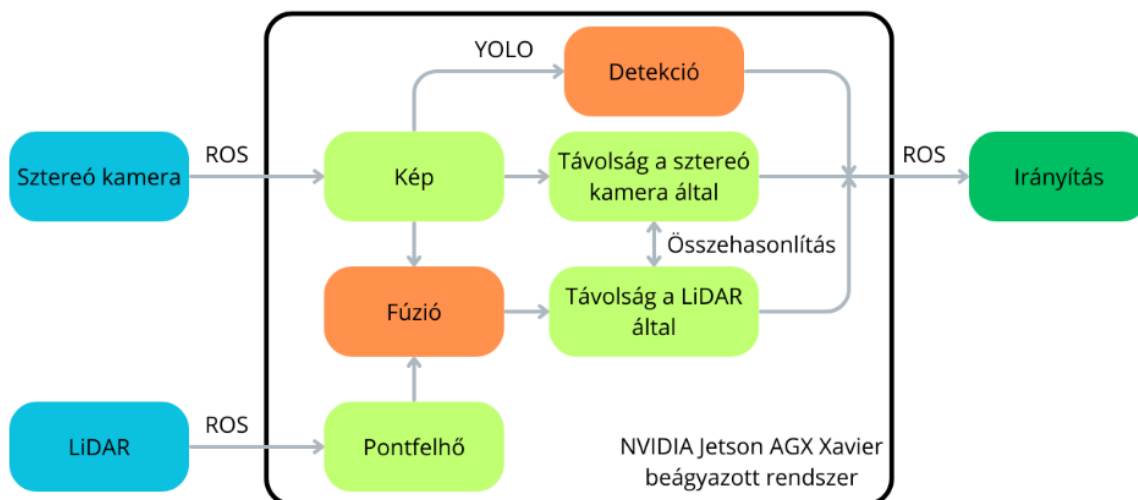 YOLO
Detekció
Sztereó kamera
ROS
Kép
Távolság a sztereó
kamera által
ROS
Irányítás
Összehasonlítás
Fúzió
Távolság a LiDAR
által
LiDAR
ROS
Pontfelhő
NVIDIA Jetson AGX Xavier
beágyazott rendszer